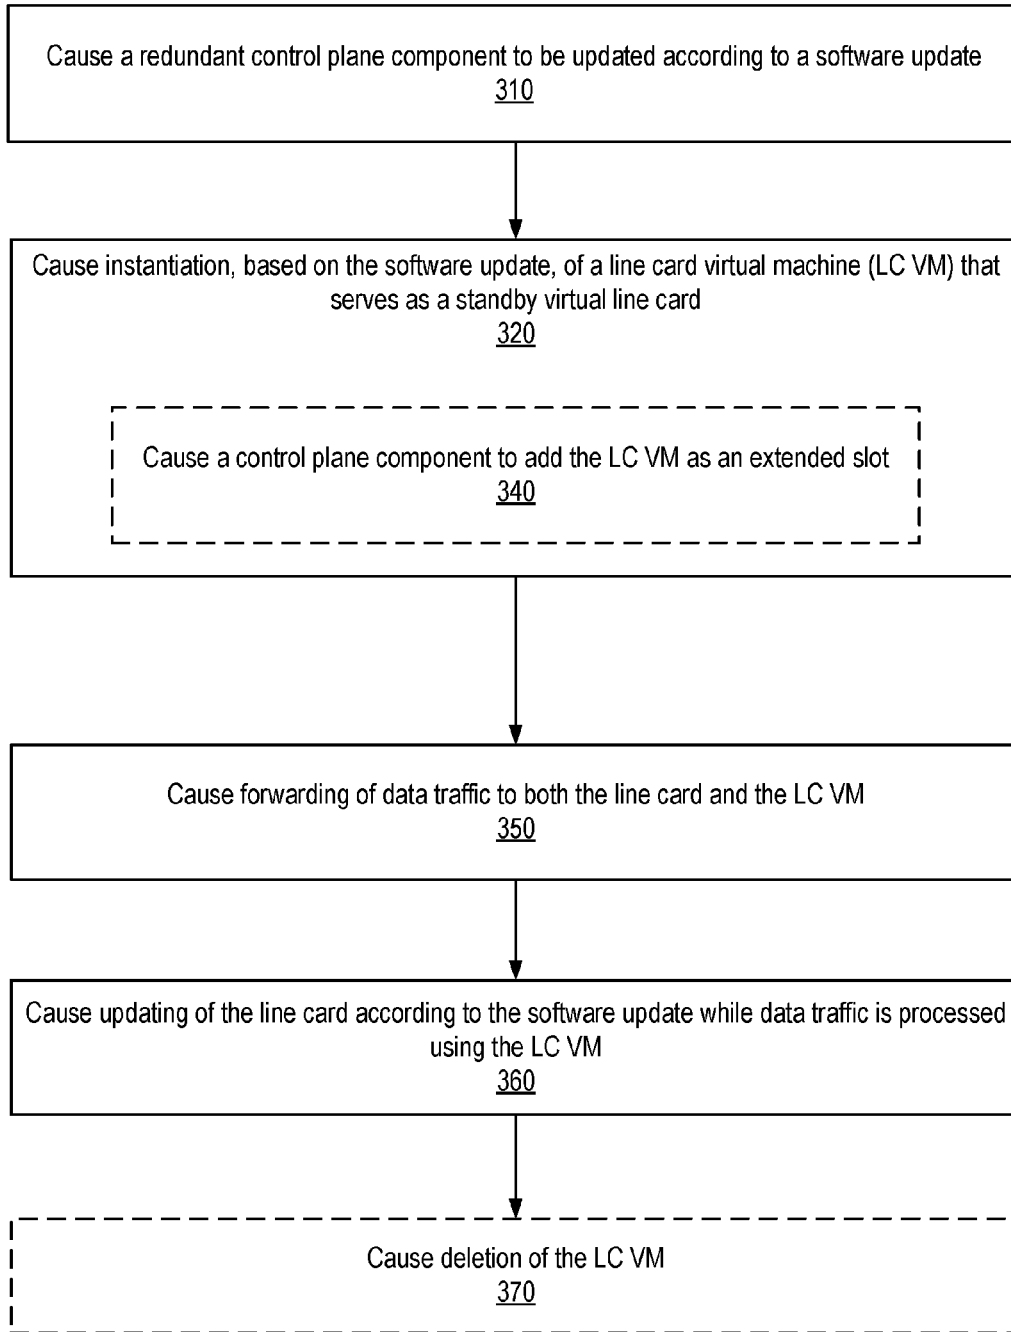 Cause a redundant control plane component to be updated according to a software update
310
Cause instantiation, based on the software update, of a line card virtual machine (LC VM) that
serves as a standby virtual line card
320
Cause a control plane component to add the LC VM as an extended slot
340
Cause forwarding of data traffic to both the line card and the LC VM
350
Cause updating of the line card according to the software update while data traffic is processed
using the LC VM
360
Cause deletion of the LC VM
370